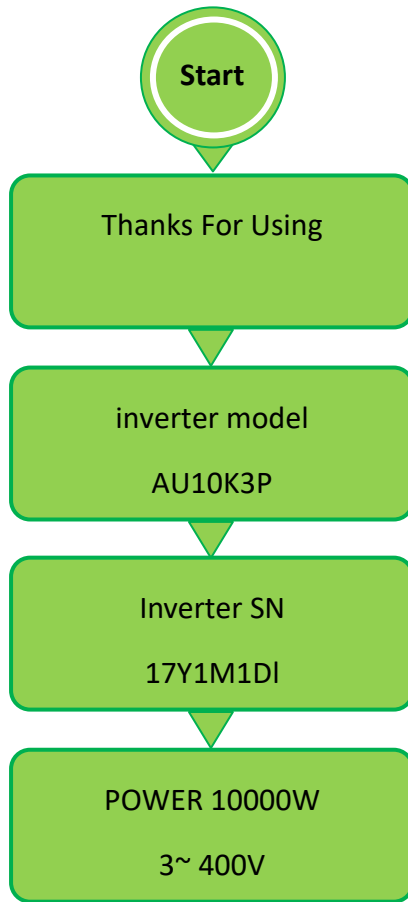 Start
Thanks For Using
inverter model
AU10K3P
Inverter SN
17Y1M1Dl
POWER 10000W
3~ 400V